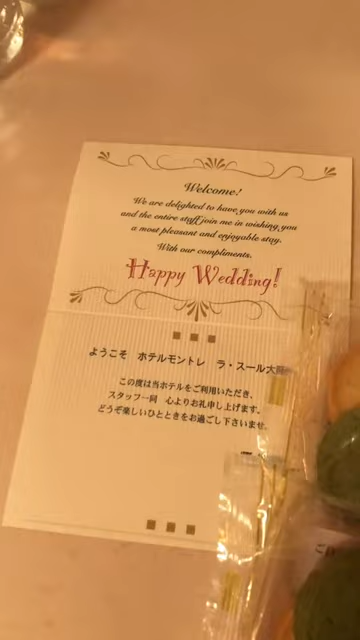 Welcome!
We are delighted to have you with us
and the entire staff join me in wishing you
a most pleasant and enjoyable stay.
With our compliments.
Happy Wedding!
ようこそ ホテルモントレ ラ・スール大
この度は当ホテルをご利用いただき、
スタッフ一同 心よりお礼申し上げます。
どうぞ楽しいひとときをお過ごし下さいませ。